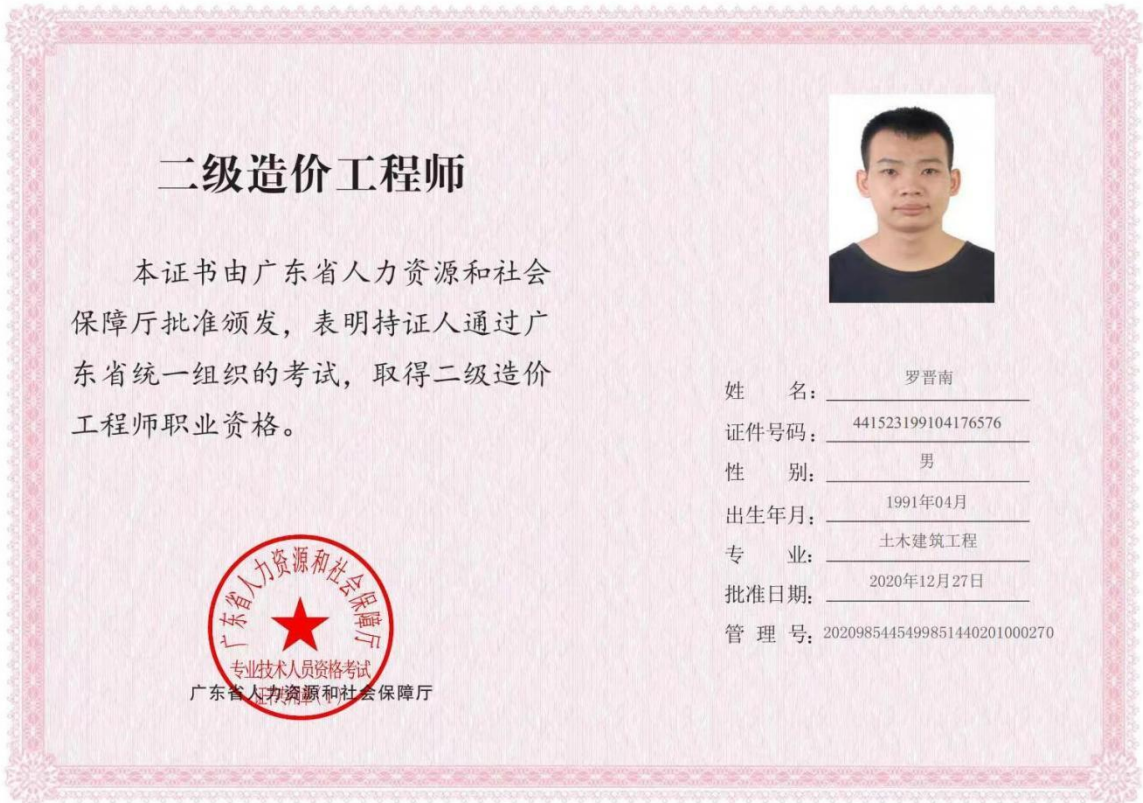 二级造价工程师
本证书由广东省人力资源和社会
保障厅批准颁发，表明持证人通过广
东省统一组织的考试，取得二级造价
工程师职业资格。
广东省人力资源和社会保障厅
专业技术人员资格考试
广东省人力资源和社会保障厅
姓 名：罗晋南
证件号码：441523199104176576
性 别：男
出生年月：1991年04月
专 业：土木建筑工程
批准日期：2020年12月27日
管 理 号：2020985445499851440201000270